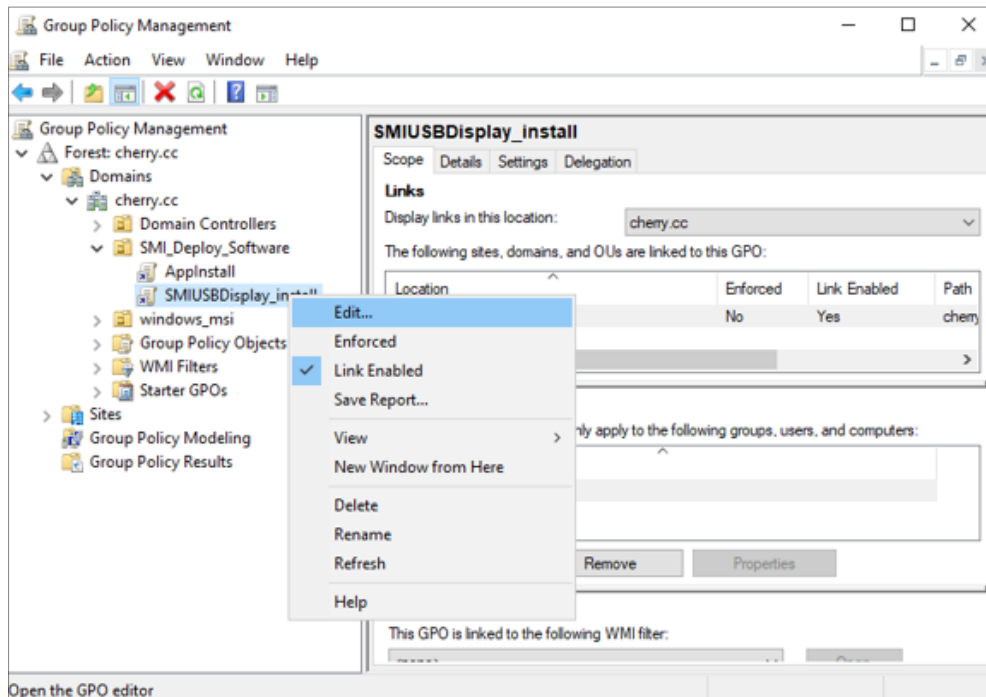 Group Policy Management
File Action View Window Help
Group Policy Management
Forest: cherry.cc
Domains
cherry.cc
Domain Controllers
SMI_Deploy_Software
AppInstall
SMIUSBDisplay_install
windows_msi
Group Policy Objects
WMI Filters
Starter GPOs
Sites
Group Policy Modeling
Group Policy Results
SMIUSBDisplay_install
Scope Details Settings Delegation
Links
Display links in this location: cherry.cc
The following sites, domains, and OUs are linked to this GPO:
Location Enforced Link Enabled Path
No Yes cherry
nly apply to the following groups, users, and computers:
Remove Properties
This GPO is linked to the following WMI filter:
Edit...
Enforced
Link Enabled
Save Report...
View
New Window from Here
Delete
Rename
Refresh
Help
Open the GPO editor